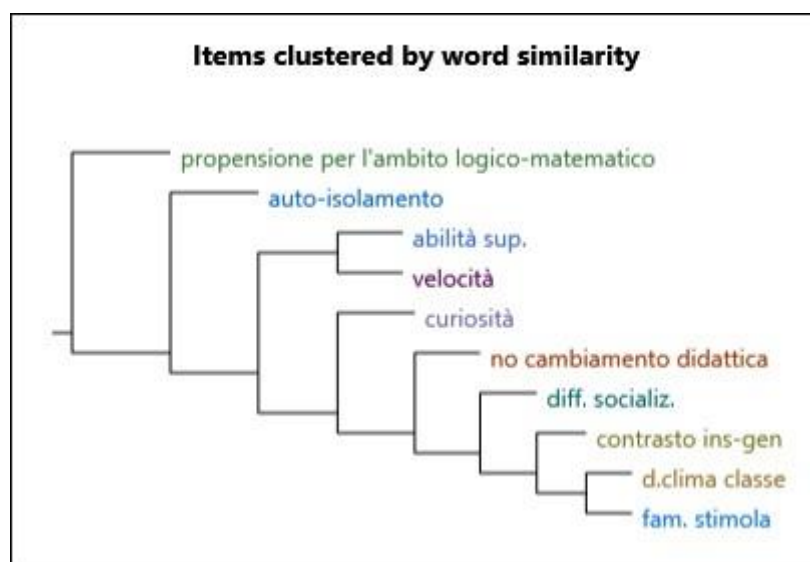 Items clustered by word similarity
propensione per l'ambito logico-matematico
auto-isolamento
abilità sup.
velocità
curiosità
no cambiamento didattica
diff. socializ.
contrasto ins-gen
d.clima classe
fam. stimola